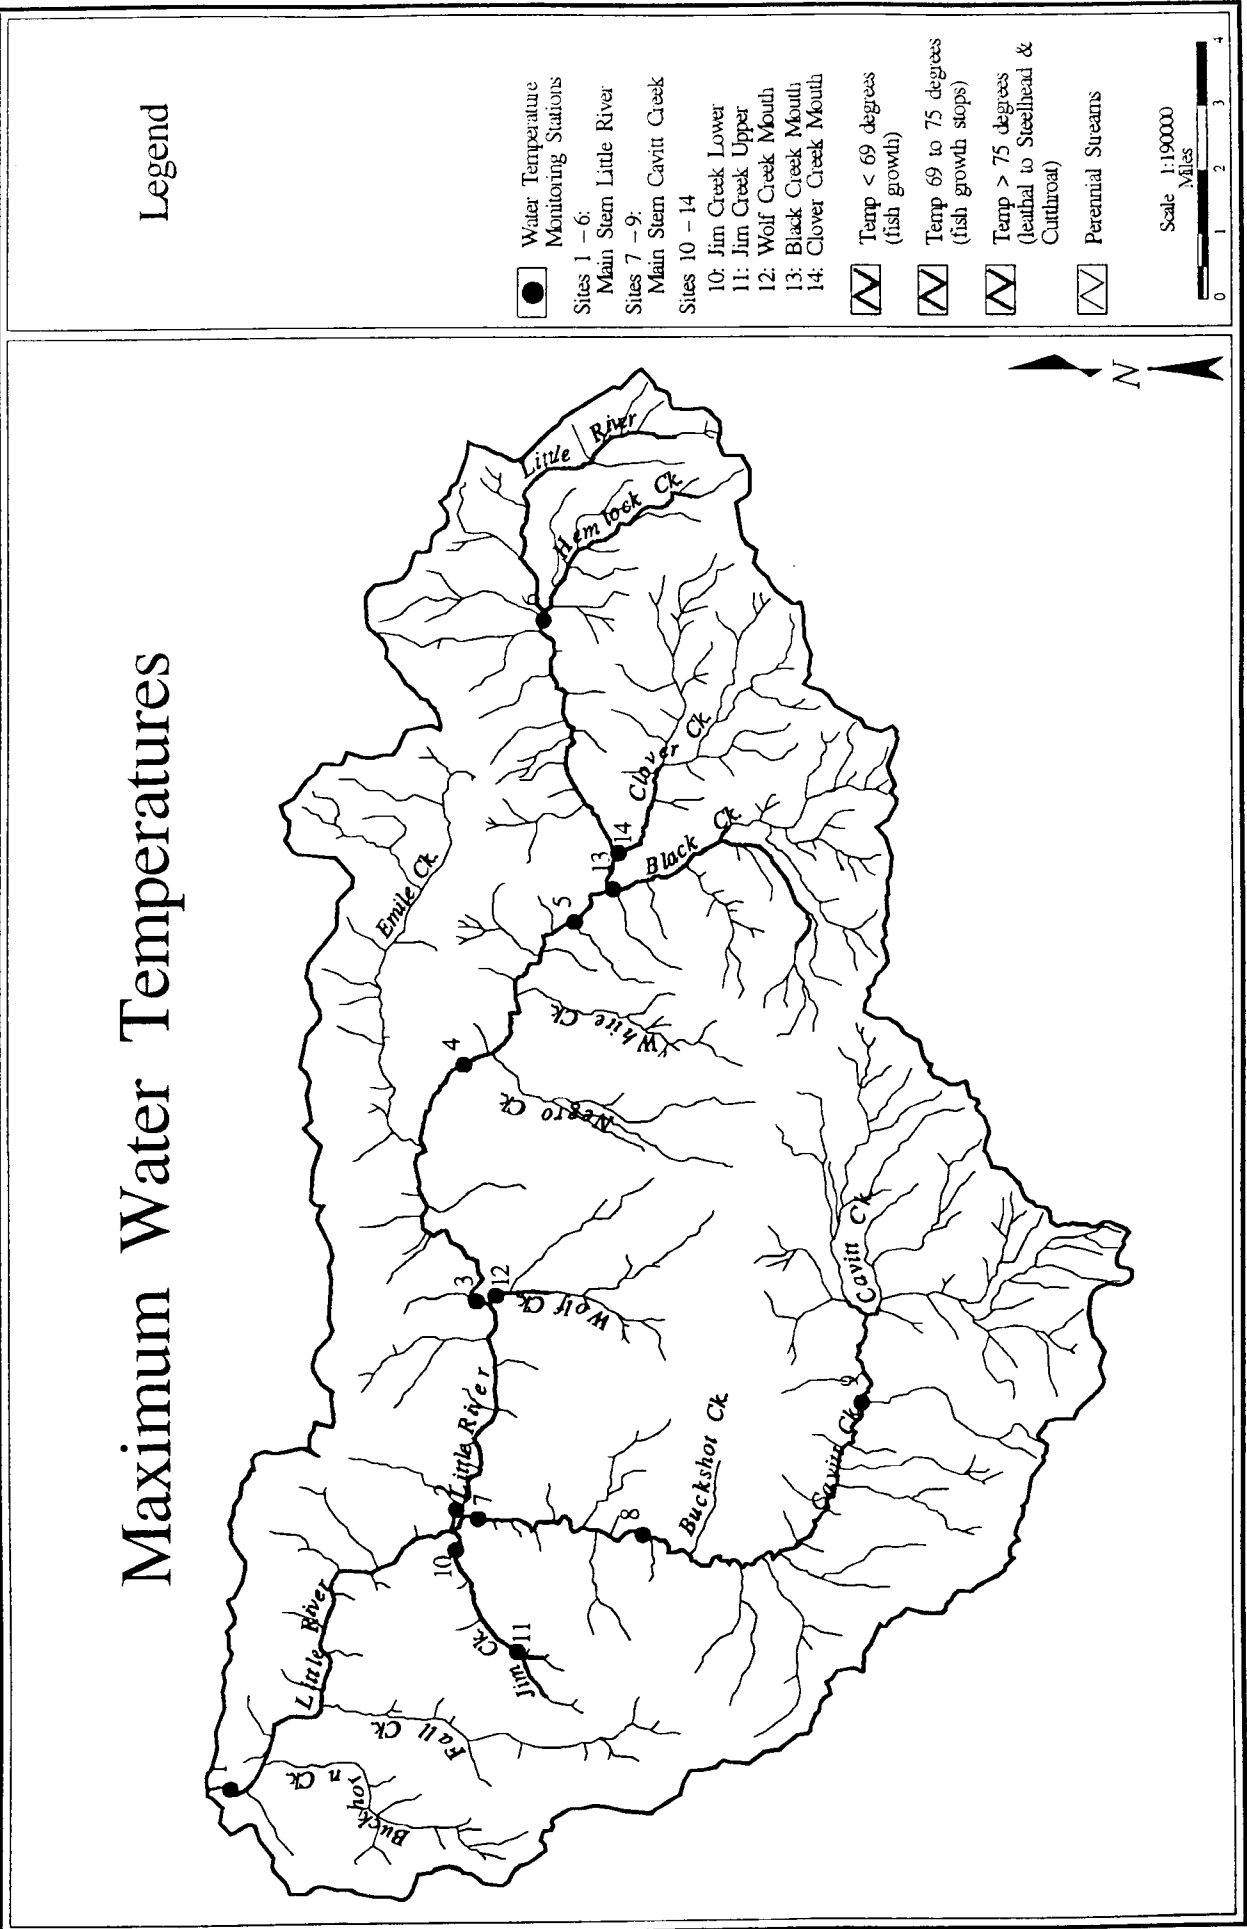 Maximum Water Temperatures
Legend
Water Temperature
Monitoring Stations
Sites 1 – 6:
Main Stem Little River
Sites 7 – 9:
Main Stem Cavitt Creek
Sites 10 – 14
10: Jim Creek Lower
11: Jim Creek Upper
12: Wolf Creek Mouth
13: Black Creek Mouth
14: Clover Creek Mouth
Temp < 69 degrees
(fish growth)
Temp 69 to 75 degrees
(fish growth stops)
Temp > 75 degrees
(leuthal to Steelhead &
Cutthroat)
Perennial Streams
Scale 1:190000
Miles
0 1 2 3 4
N
Little River
Buckhorn Ck
Fall Ck
Jim Ck
11
10
2
7
Little River
8
Buckshot Ck
Cavitt Ck
9
Cavitt Ck
3
12
Wolf Ck
4
Negro Ck
White Ck
Emile Ck
5
13
14
Black Ck
Clover Ck
6
Hemlock Ck
Little River